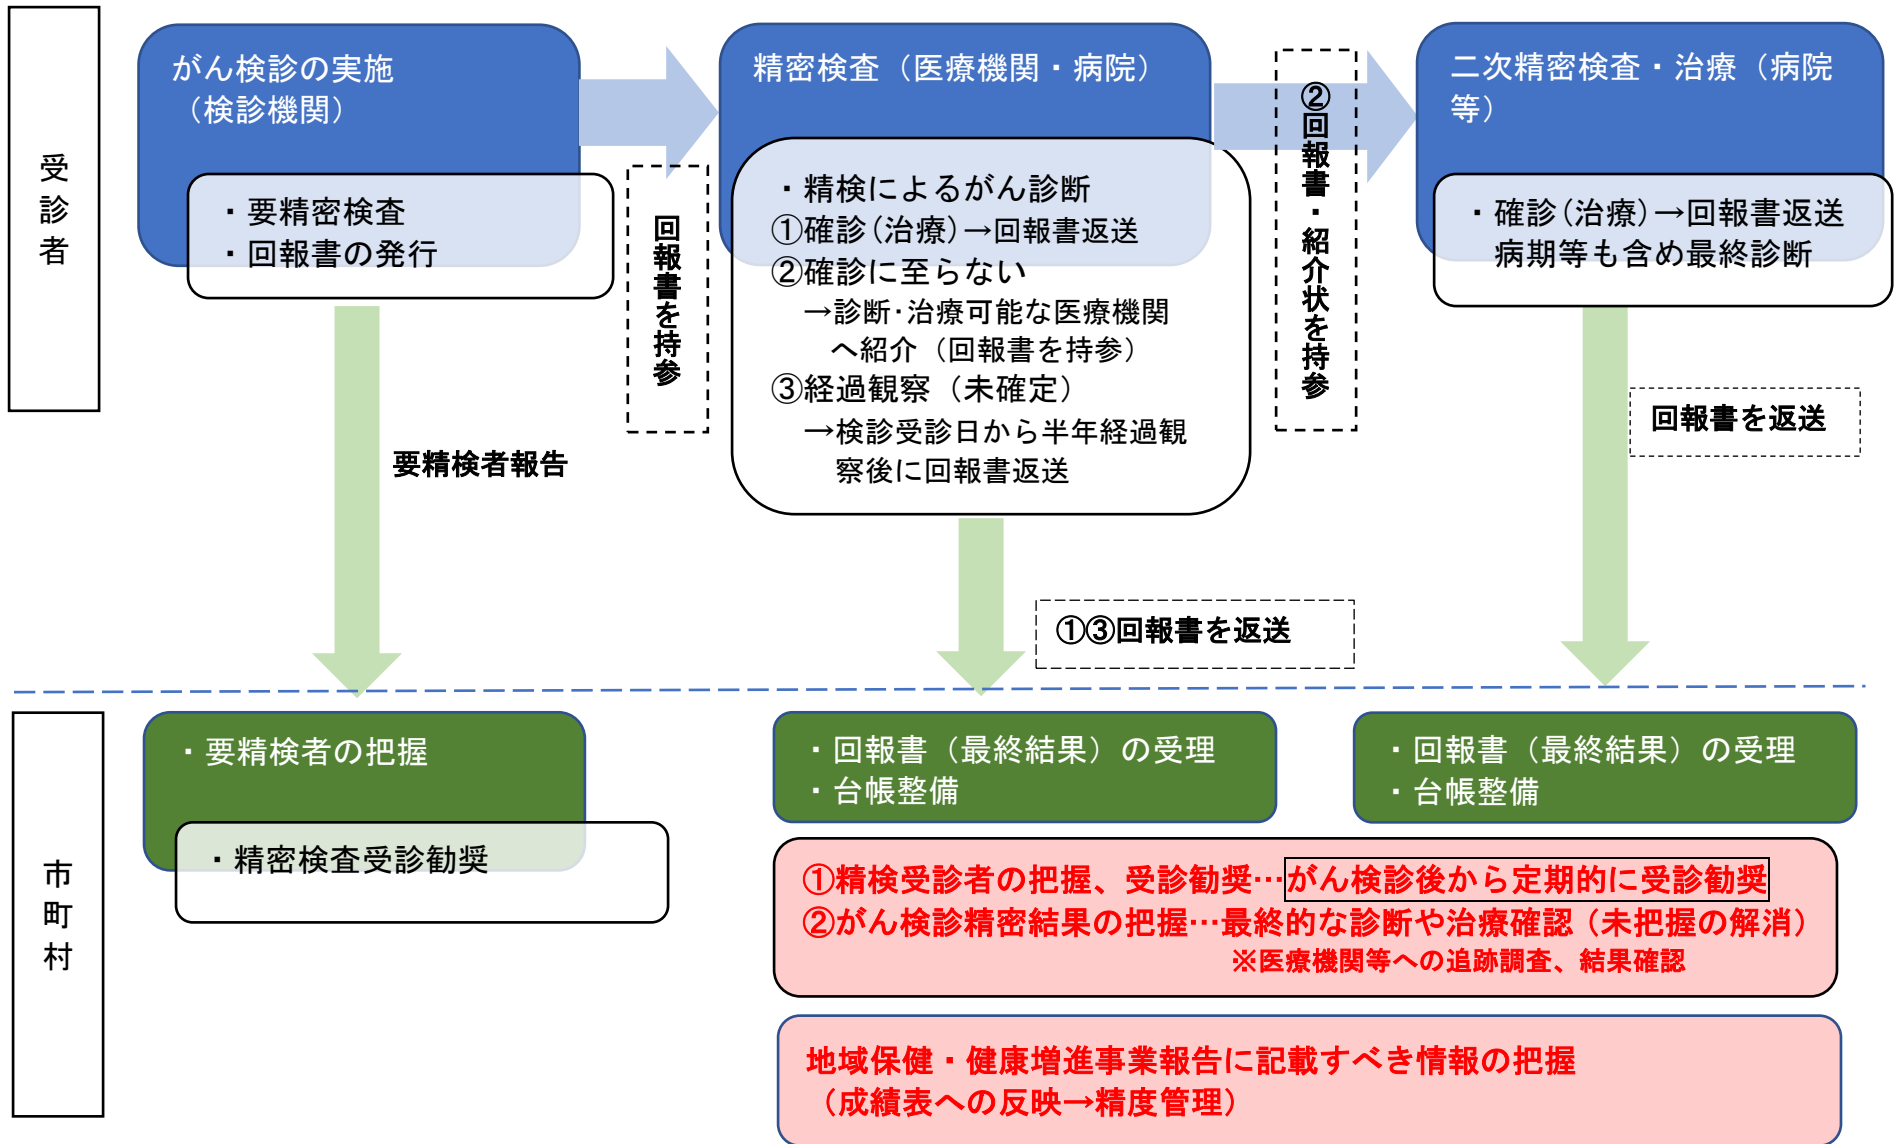 受診者
がん検診の実施
（検診機関）
・要精密検査
・回報書の発行
回報書を持参
精密検査（医療機関・病院）
・精検によるがん診断
①確診（治療）→回報書返送
②確診に至らない
→診断・治療可能な医療機関
へ紹介（回報書を持参）
③経過観察（未確定）
→検診受診日から半年経過観
察後に回報書返送
②回報書・紹介状を持参
二次精密検査・治療（病院
等）
・確診（治療）→回報書返送
病期等も含め最終診断
要精検者報告
①③回報書を返送
回報書を返送
市町村
・要精検者の把握
・精密検査受診勧奨
・回報書（最終結果）の受理
・台帳整備
・回報書（最終結果）の受理
・台帳整備
①精検受診者の把握、受診勧奨…がん検診後から定期的に受診勧奨
②がん検診精密結果の把握…最終的な診断や治療確認（未把握の解消）
※医療機関等への追跡調査、結果確認
地域保健・健康増進事業報告に記載すべき情報の把握
（成績表への反映→精度管理）